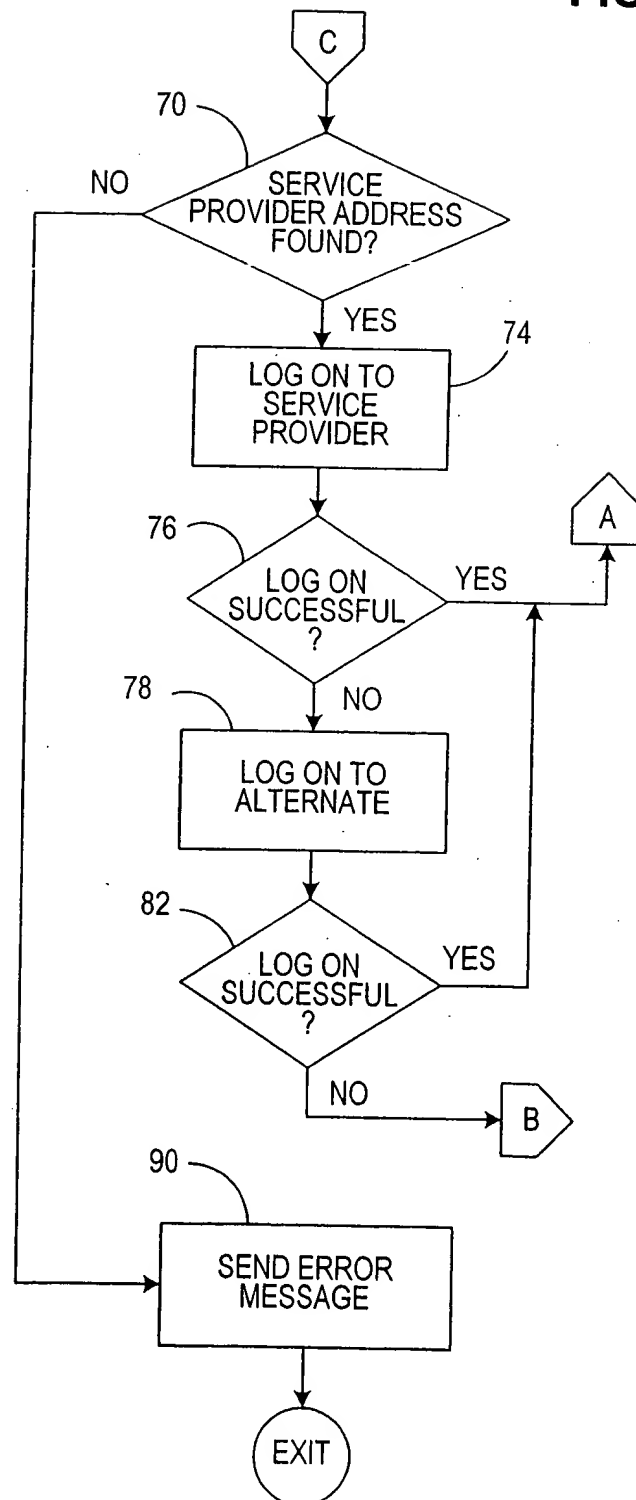 C
70
NO
SERVICE
PROVIDER ADDRESS
FOUND?
YES
74
LOG ON TO
SERVICE
PROVIDER
A
76
LOG ON
SUCCESSFUL
?
YES
NO
78
LOG ON TO
ALTERNATE
82
LOG ON
SUCCESSFUL
?
YES
NO
B
90
SEND ERROR
MESSAGE
EXIT